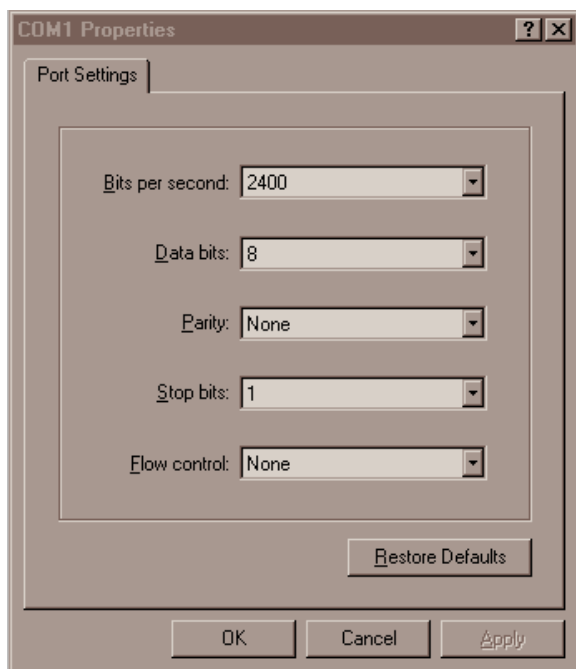 COM1 Properties
Port Settings
Bits per second: 2400
Data bits: 8
Parity: None
Stop bits: 1
Flow control: None
Restore Defaults
OK Cancel Apply